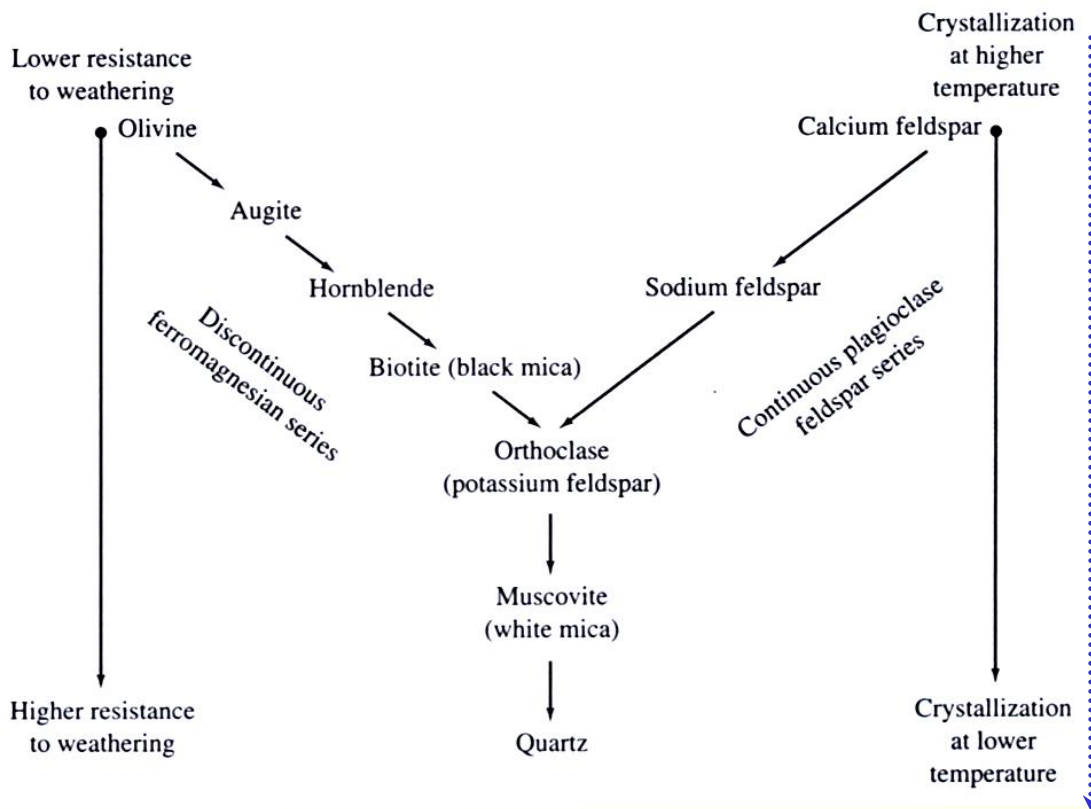 Lower resistance
to weathering
Crystallization
at higher
temperature
Olivine
Calcium feldspar
Augite
Hornblende
Sodium feldspar
Discontinuous
ferromagnesian series
Biotite (black mica)
Continuous plagioclase
feldspar series
Orthoclase
(potassium feldspar)
Muscovite
(white mica)
Higher resistance
to weathering
Quartz
Crystallization
at lower
temperature